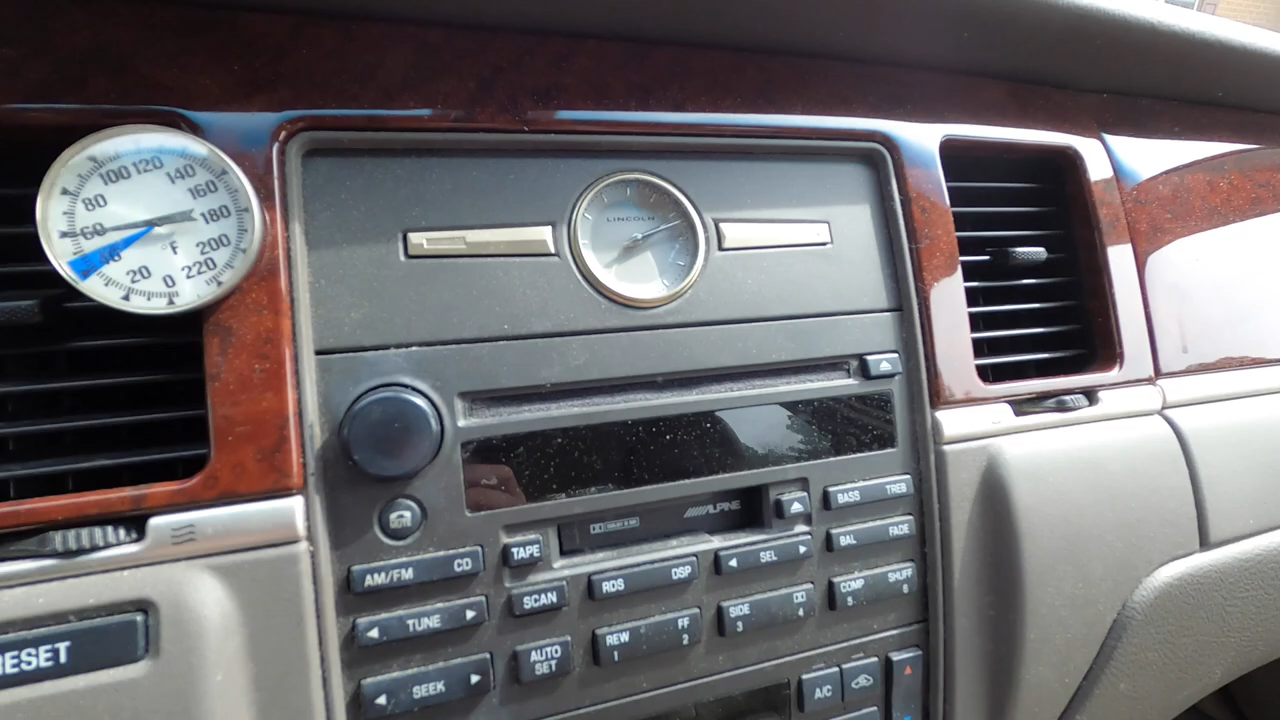 100 120 140
80 160
60 180
40 °F 200
20 0 220
LINCOLN
MUTE
ALPINE
BASS TREB
TAPE
BAL FADE
AM/FM CD
RDS DSP
SEL
SCAN
COMP SHUFF
5 6
TUNE
SIDE
3 4
REW FF
1 2
AUTO
SET
RESET
SEEK
A/C